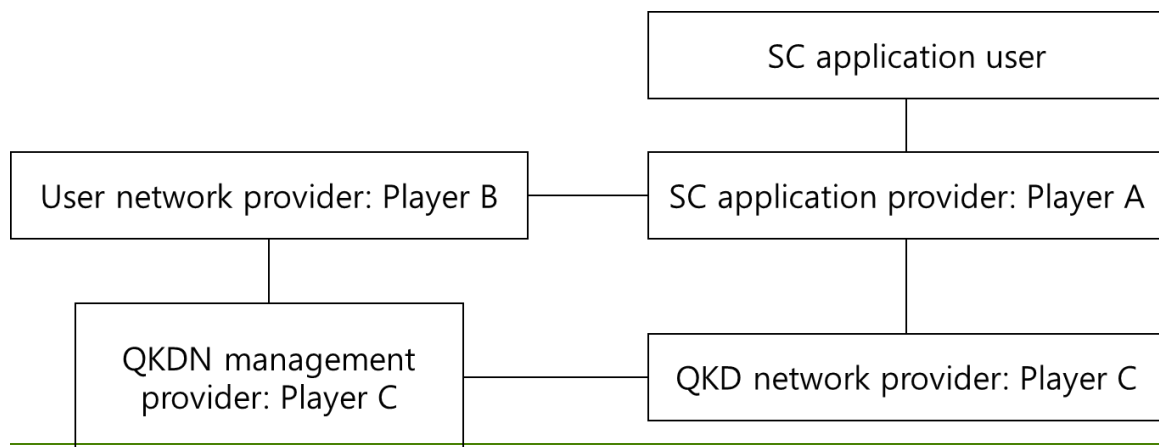 SC application user
User network provider: Player B
SC application provider: Player A
QKDN management
provider: Player C
QKD network provider: Player C